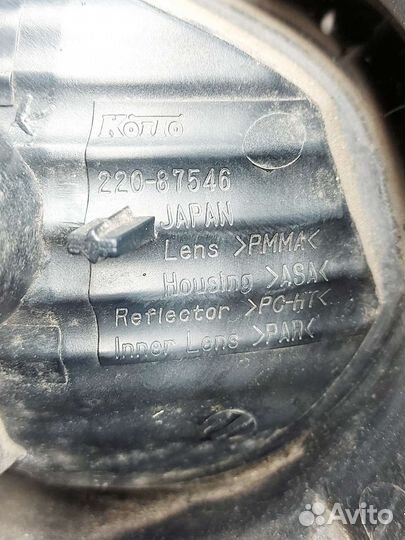 KOITO
220-87546
JAPAN
Lens >PMMA<
Housing >ASA<
Reflector >PC-HT<
Inner Lens >PAR<
Avito